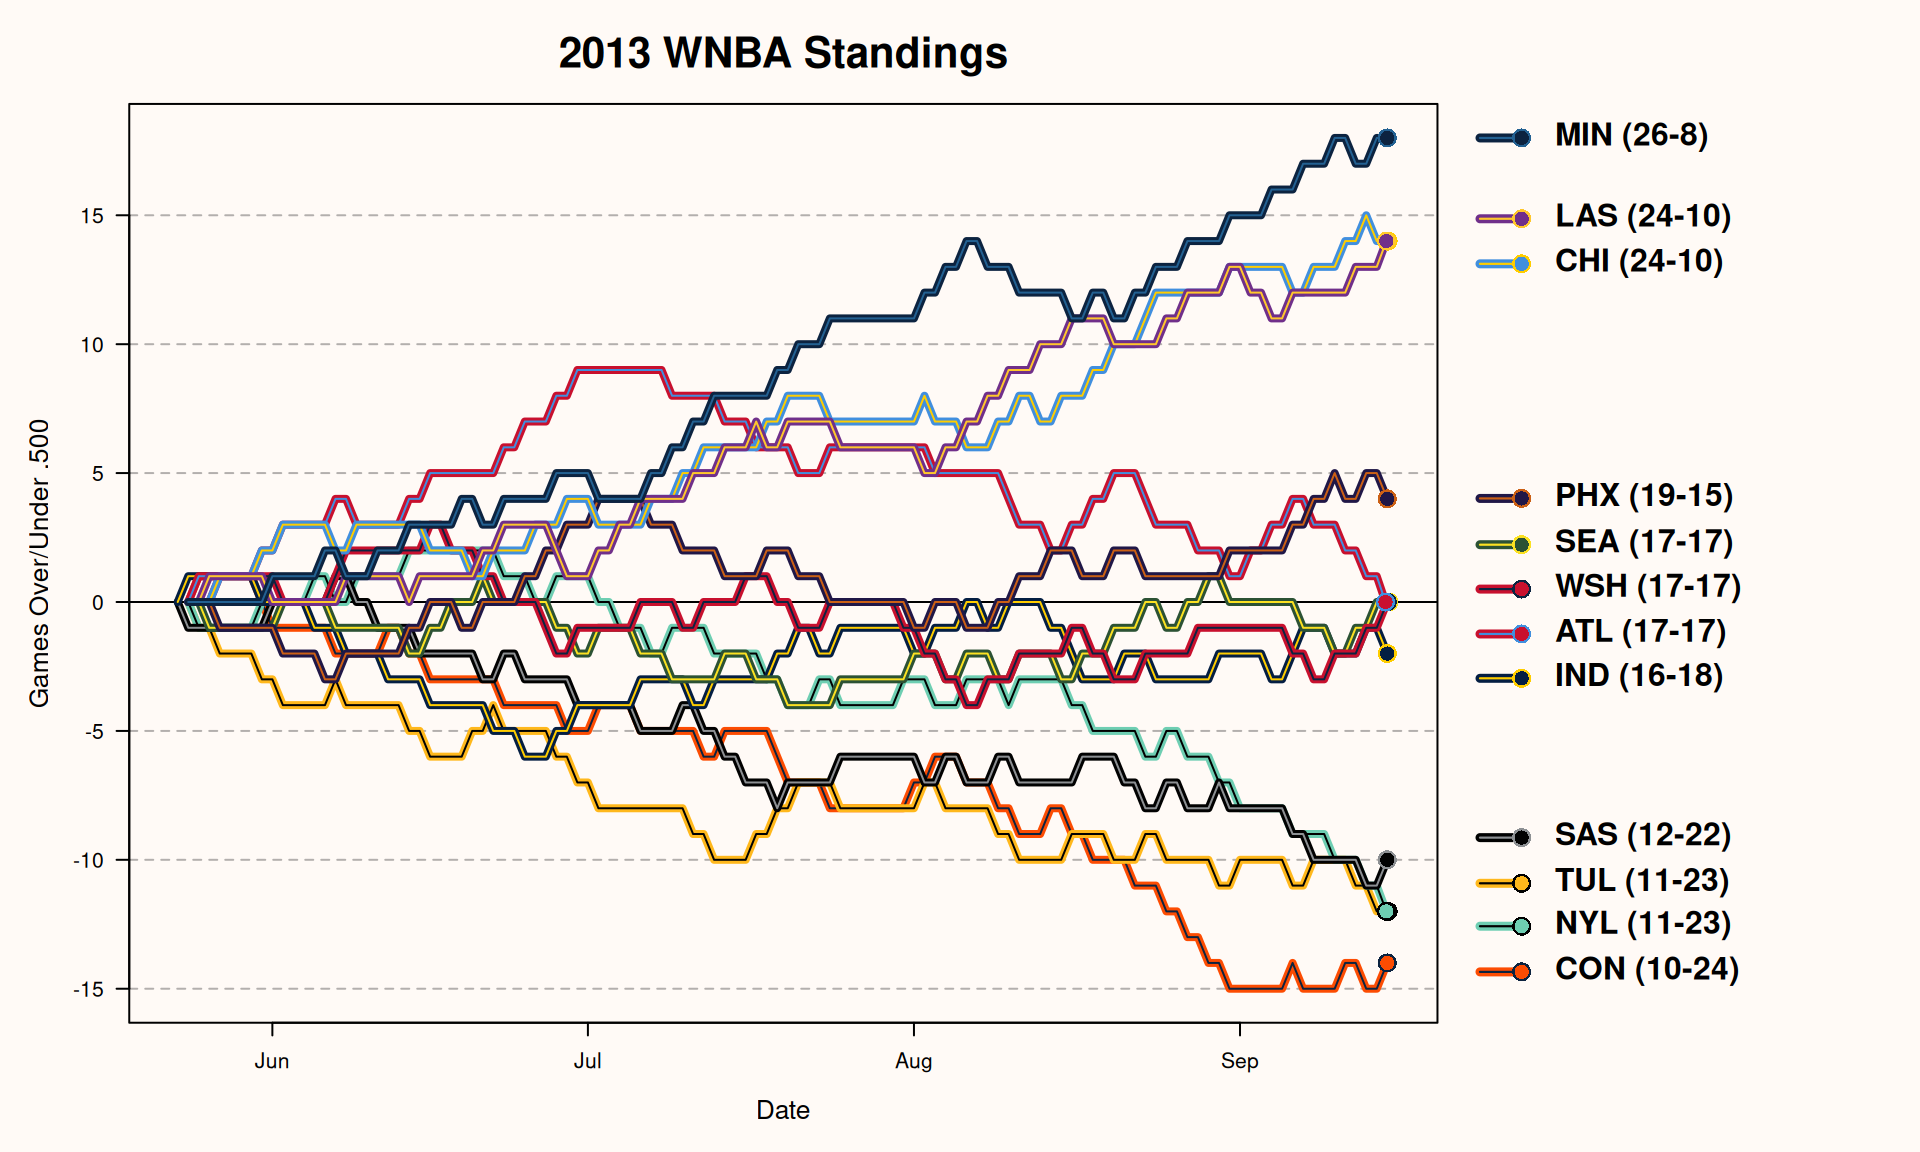 2013 WNBA Standings
Games Over/Under .500
15
10
5
0
-5
-10
-15
Jun
Jul
Aug
Sep
Date
MIN (26-8)
LAS (24-10)
CHI (24-10)
PHX (19-15)
SEA (17-17)
WSH (17-17)
ATL (17-17)
IND (16-18)
SAS (12-22)
TUL (11-23)
NYL (11-23)
CON (10-24)